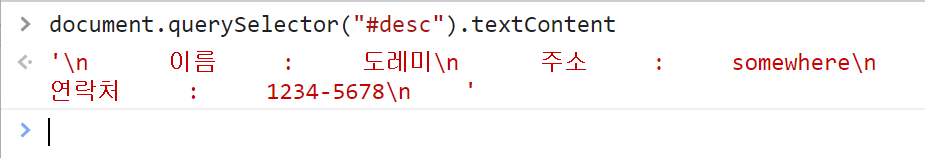 > document.querySelector("#desc").textContent
<· '\n      이름      :      도레미\n      주소      :      somewhere\n
연락처      :      1234-5678\n    '
>